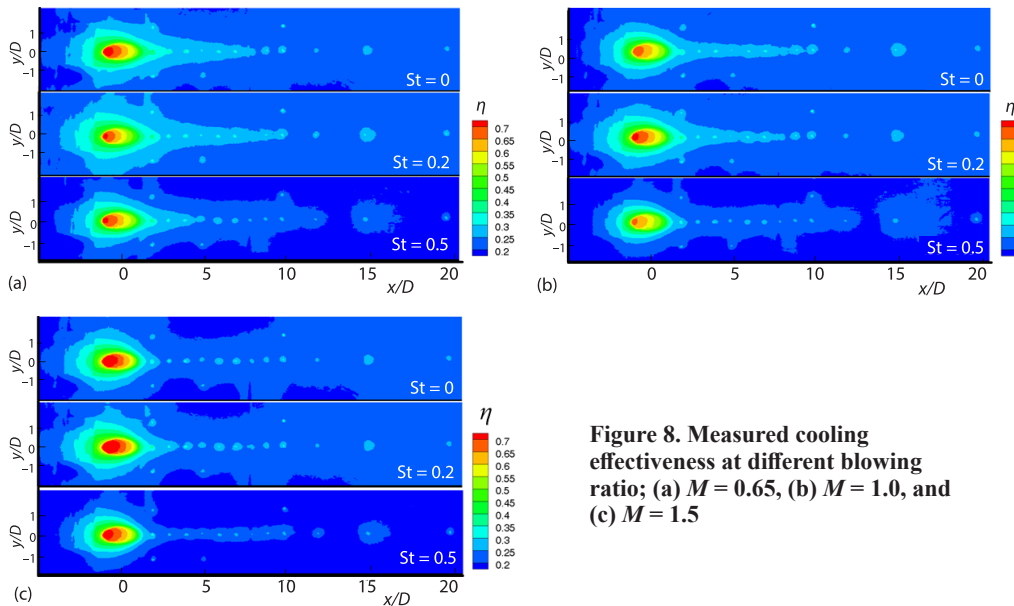 y/D
1
0
−1
St = 0
1
0
−1
y/D
St = 0.2
1
0
−1
y/D
St = 0.5
η
0.7
0.65
0.6
0.55
0.5
0.45
0.4
0.35
0.3
0.25
0.2
0 5 10 15 20
x/D
(a)
y/D
1
0
−1
St = 0
1
0
−1
y/D
St = 0.2
1
0
−1
y/D
St = 0.5
η
0 5 10 15 20
x/D
(b)
y/D
1
0
−1
St = 0
y/D
1
0
−1
St = 0.2
y/D
1
0
−1
St = 0.5
η
0.7
0.65
0.6
0.55
0.5
0.45
0.4
0.35
0.3
0.25
0.2
0 5 10 15 20
x/D
(c)
Figure 8. Measured cooling
effectiveness at different blowing
ratio; (a) M = 0.65, (b) M = 1.0, and
(c) M = 1.5